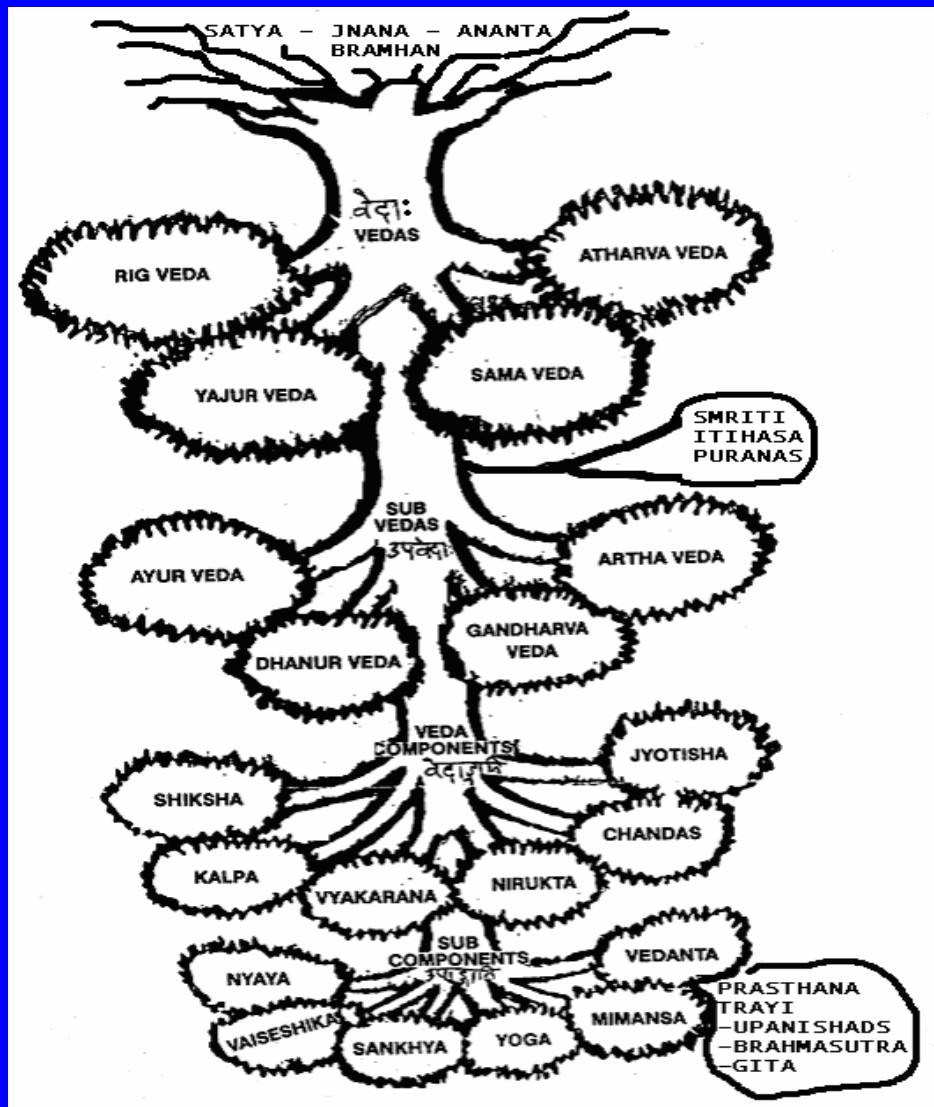 SATYA – JNANA – ANANTA
BRAMHAN
वेदाः
VEDAS
RIG VEDA
ATHARVA VEDA
YAJUR VEDA
SAMA VEDA
SMRITI
ITIHASA
PURANAS
SUB
VEDAS
उपवेदाः
AYUR VEDA
ARTHA VEDA
DHANUR VEDA
GANDHARVA
VEDA
VEDA
COMPONENTS
JYOTISHA
SHIKSHA
CHANDAS
KALPA
VYAKARANA
NIRUKTA
SUB
COMPONENTS
VEDANTA
NYAYA
VAISESHIKA
SANKHYA
YOGA
MIMANSA
PRASTHANA
TRAYI
–UPANISHADS
–BRAHMASUTRA
–GITA